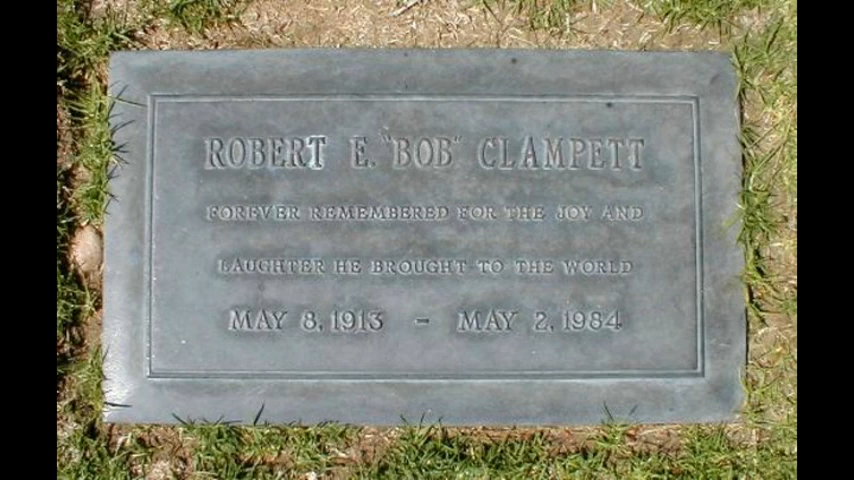 ROBERT E. "BOB" CLAMPETT
FOREVER REMEMBERED FOR THE JOY AND
LAUGHTER HE BROUGHT TO THE WORLD
MAY 8, 1913 - MAY 2, 1984